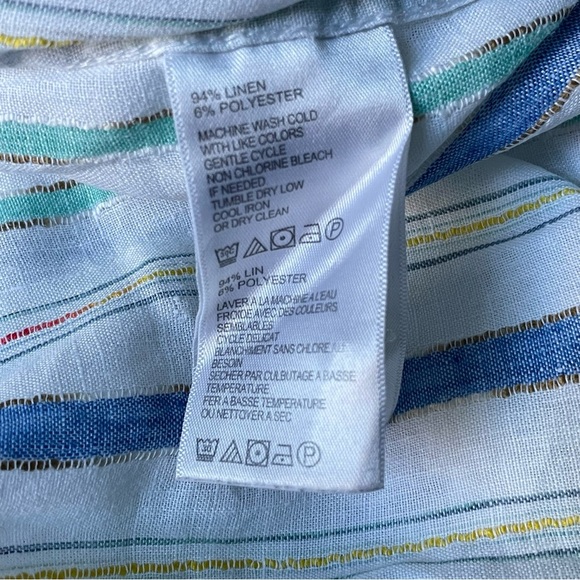 94% LINEN
6% POLYESTER
MACHINE WASH COLD
WITH LIKE COLORS
GENTLE CYCLE
NON CHLORINE BLEACH
IF NEEDED
TUMBLE DRY LOW
COOL IRON
OR DRY CLEAN
P
94% LIN
6% POLYESTER
LAVER A LA MACHINE A L'EAU
FROIDE AVEC DES COULEURS
SEMBLABLES
CYCLE DELICAT
BLANCHIMENT SANS CHLORE
BESOIN
SECHER PAR CULBUTAGE A BASSE
TEMPERATURE
FER A BASSE TEMPERATURE
OU NETTOYER A SEC
30 P